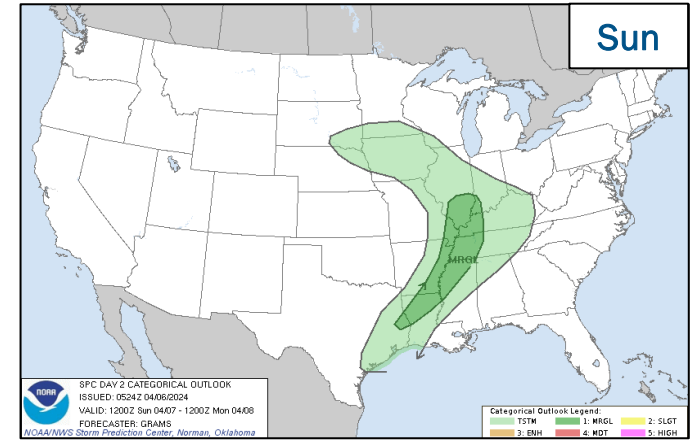 Sun
MRGL
SPC DAY 2 CATEGORICAL OUTLOOK
ISSUED: 0524Z 04/06/2024
VALID: 1200Z Sun 04/07 - 1200Z Mon 04/08
FORECASTER: GRAMS
NOAA/NWS Storm Prediction Center, Norman, Oklahoma
NOAA
Categorical Outlook Legend:
TSTM 1: MRGL 2: SLGT
3: ENH 4: MDT 5: HIGH